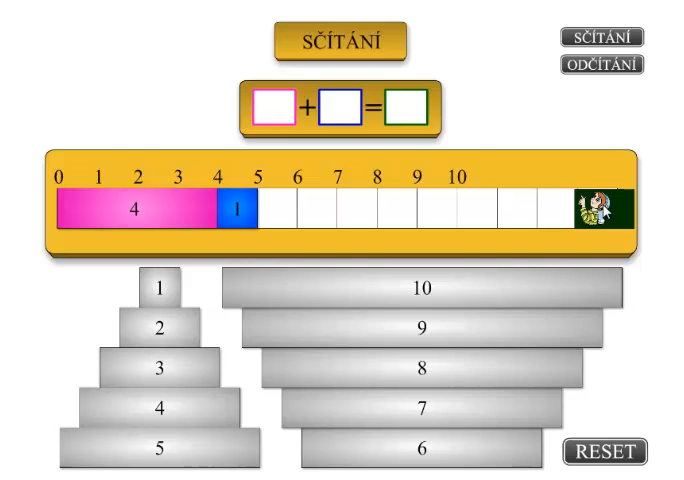 SČÍTÁNÍ
SČÍTÁNÍ
ODČÍTÁNÍ
+ =
0 1 2 3 4 5 6 7 8 9 10
4 1
1 10
2 9
3 8
4 7
5 6
RESET